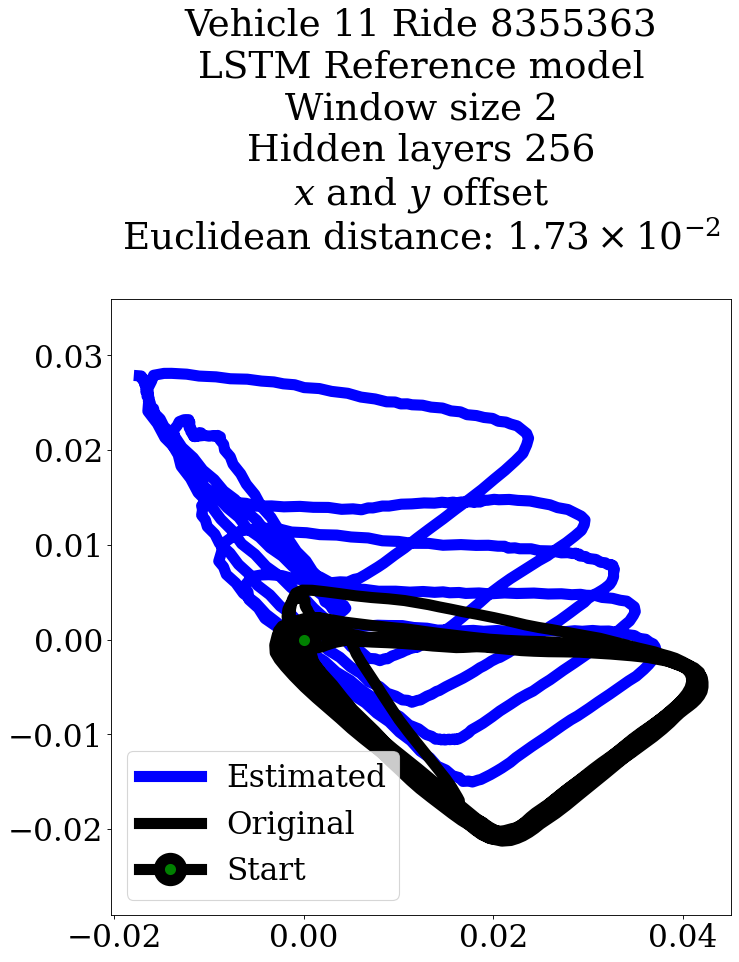 Vehicle 11 Ride 8355363
LSTM Reference model
Window size 2
Hidden layers 256
x and y offset
Euclidean distance: 1.73 × 10⁻²
0.03
0.02
0.01
0.00
−0.01
−0.02
Estimated
Original
Start
−0.02 0.00 0.02 0.04